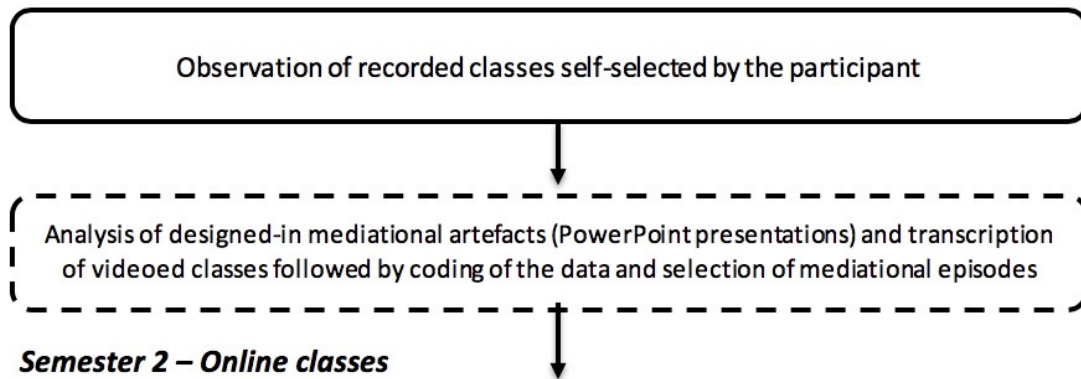 Observation of recorded classes self-selected by the participant
Analysis of designed-in mediational artefacts (PowerPoint presentations) and transcription
of videoed classes followed by coding of the data and selection of mediational episodes
Semester 2 – Online classes